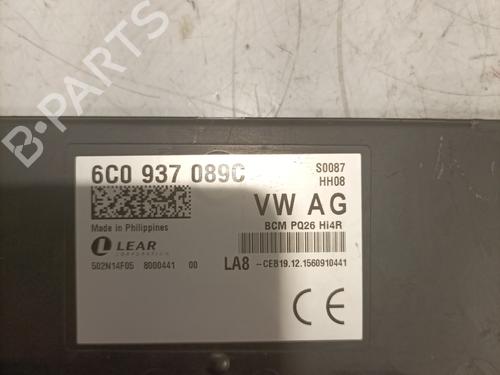 B-PARTS
6C0 937 089C
S0087
HH08
VW AG
BCM PQ26 Hi4R
Made in Philippines
LEAR
CORPORATION
502N14F05 8000441 00
LA8 -CEB19.12.1560910441
CE